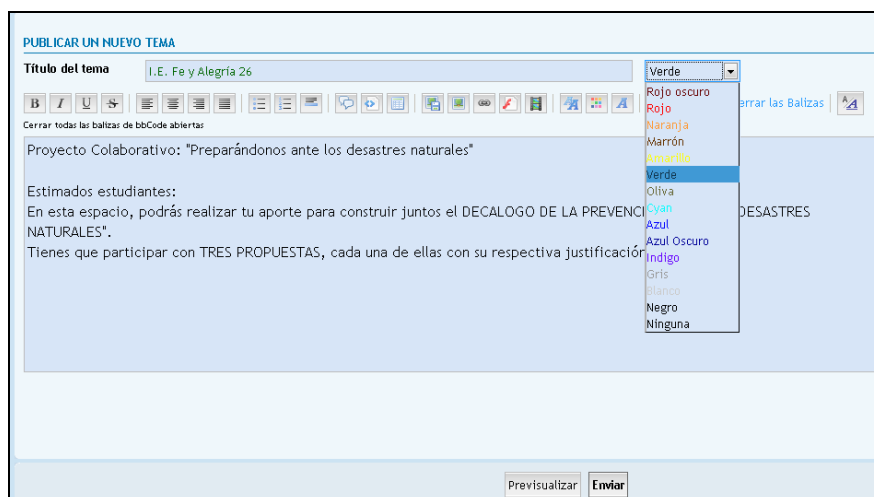 PUBLICAR UN NUEVO TEMA
Título del tema
I.E. Fe y Alegría 26
Verde
B I U S
errar las Balizas
Cerrar todas las balizas de bbCode abiertas
Rojo oscuro
Rojo
Naranja
Marrón
Amarillo
Verde
Oliva
Cyan
Azul
Azul Oscuro
Indigo
Gris
Blanco
Negro
Ninguna
Proyecto Colaborativo: "Preparándonos ante los desastres naturales"
Estimados estudiantes:
En esta espacio, podrás realizar tu aporte para construir juntos el DECALOGO DE LA PREVENCI DESASTRES
NATURALES".
Tienes que participar con TRES PROPUESTAS, cada una de ellas con su respectiva justificación
Previsualizar
Enviar